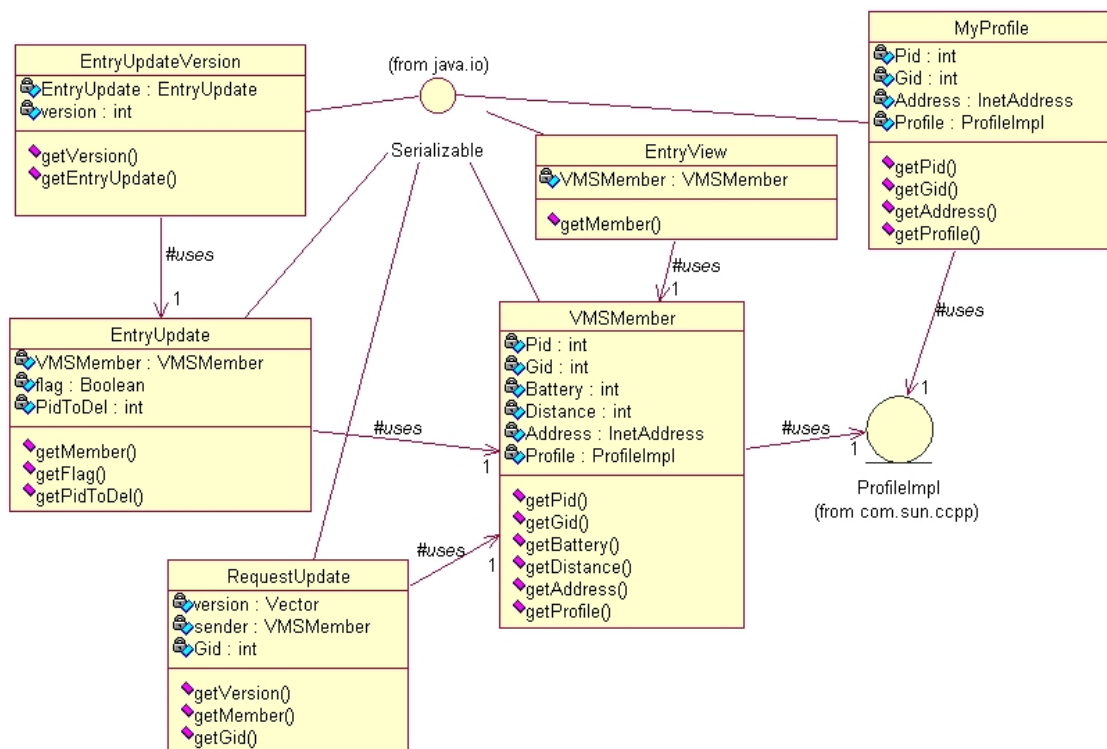 EntryUpdateVersion
EntryUpdate : EntryUpdate
version : int
getVersion()
getEntryUpdate()
(from java.io)
Serializable
MyProfile
Pid : int
Gid : int
Address : InetAddress
Profile : ProfileImpl
getPid()
getGid()
getAddress()
getProfile()
EntryView
VMSMember : VMSMember
getMember()
#uses
1
#uses
1
#uses
1
EntryUpdate
VMSMember : VMSMember
flag : Boolean
PidToDel : int
getMember()
getFlag()
getPidToDel()
#uses
1
VMSMember
Pid : int
Gid : int
Battery : int
Distance : int
Address : InetAddress
Profile : ProfileImpl
getPid()
getGid()
getBattery()
getDistance()
getAddress()
getProfile()
#uses
1
ProfileImpl
(from com.sun.ccpp)
#uses
1
RequestUpdate
version : Vector
sender : VMSMember
Gid : int
getVersion()
getMember()
getGid()